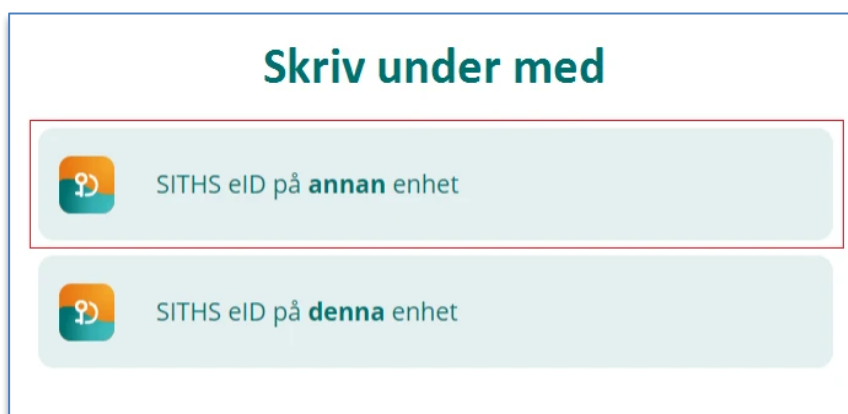 Skriv under med
SITHS eID på annan enhet
SITHS eID på denna enhet